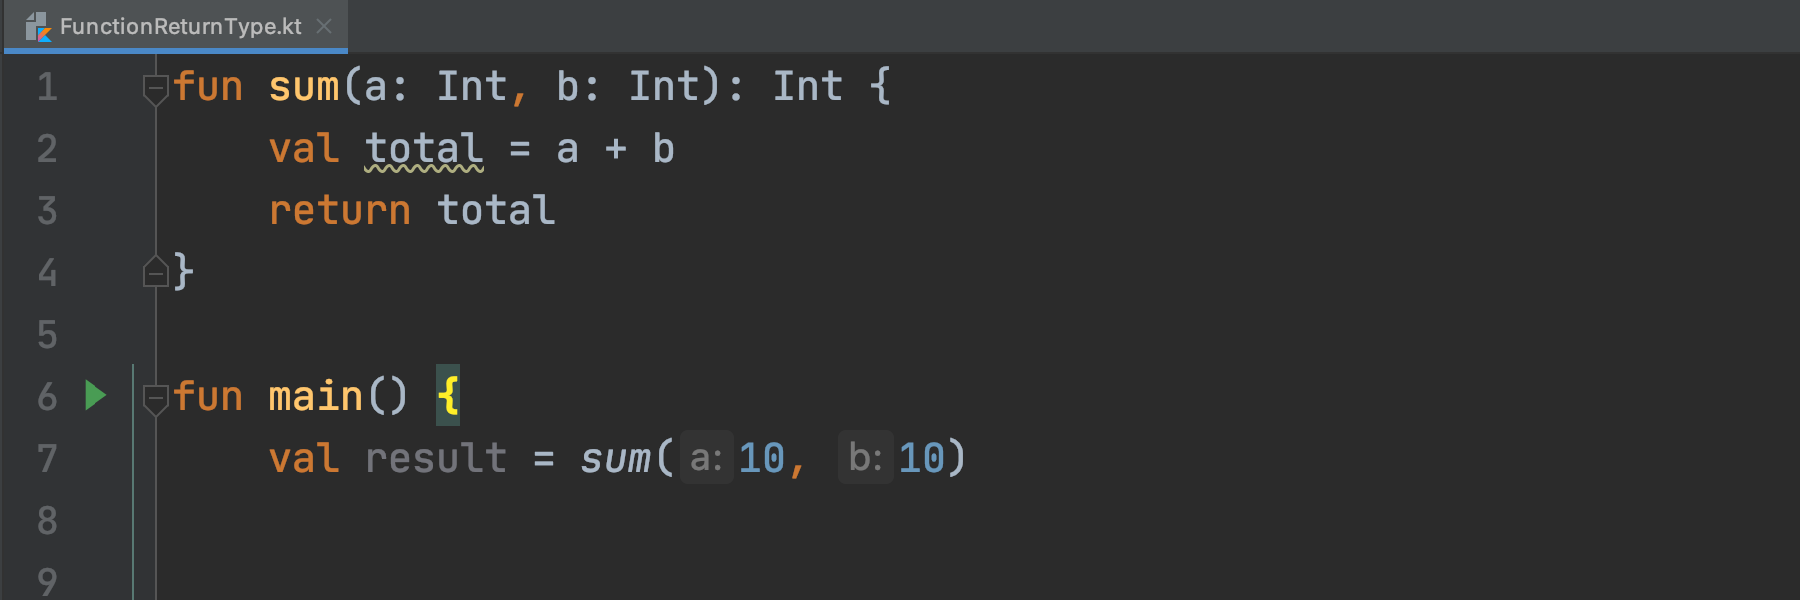 FunctionReturnType.kt
1 fun sum(a: Int, b: Int): Int {
2 val total = a + b
3 return total
4 }
5
6 fun main() {
7 val result = sum( a: 10, b: 10)
8
9